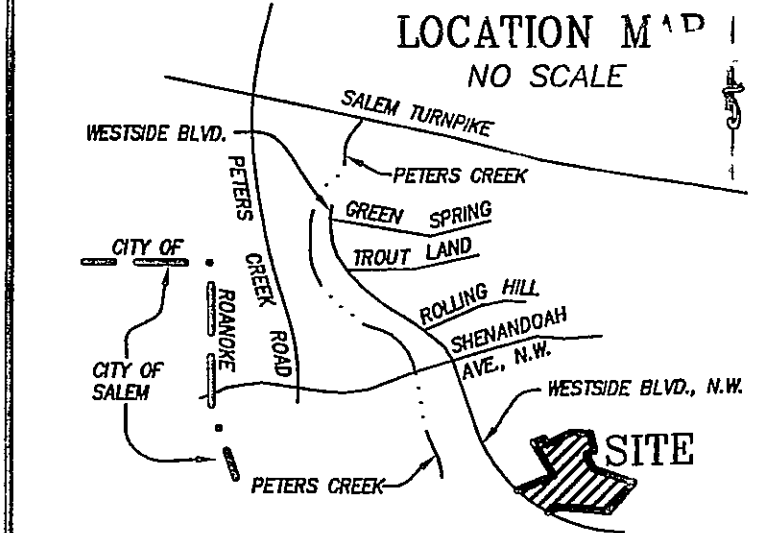 LOCATION MAP
NO SCALE
SALEM TURNPIKE
WESTSIDE BLVD.
PETERS CREEK
PETERS CREEK ROAD
GREEN SPRING
CITY OF
TROUT LAND
ROANOKE
ROLLING HILL
SHENANDOAH
AVE., N.W.
CITY OF
SALEM
WESTSIDE BLVD., N.W.
SITE
PETERS CREEK